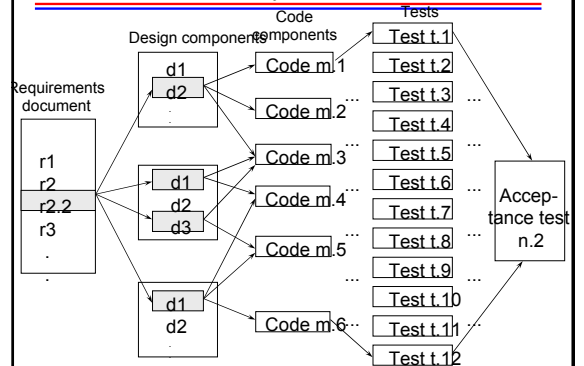 Requirements
document
r1
r2
r2.2
r3
.
.
Design components
d1
d2
.
.
d1
d2
d3
d1
d2
.
.
Code
components
Code m.1
Code m.2
Code m.3
Code m.4
Code m.5
Code m.6
...
...
...
...
...
...
Tests
Test t.1
Test t.2
Test t.3
Test t.4
Test t.5
Test t.6
Test t.7
Test t.8
Test t.9
Test t.10
Test t.11
Test t.12
...
...
...
...
Accep-
tance test
n.2